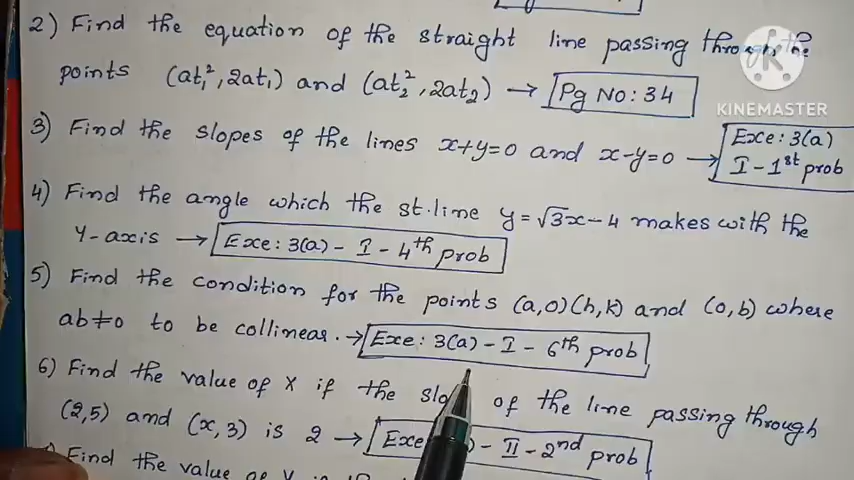 2) Find the equation of the straight line passing through the
points (at₁², 2at₁) and (at₂², 2at₂) → Pg No: 34
KINEMASTER
3) Find the slopes of the lines x+y=0 and x-y=0 → Exe: 3(a)
I - 1st prob
4) Find the angle which the st.line y = √3x - 4 makes with the
Y-axis → Exe: 3(a) - I - 4th prob
5) Find the condition for the points (a,0) (h,k) and (0,b) where
ab≠0 to be collinear. → Exe: 3(a) - I - 6th prob
6) Find the value of x if the of the line passing through
(2,5) and (x,3) is 2 → Exe - II - 2nd prob
Find the value of